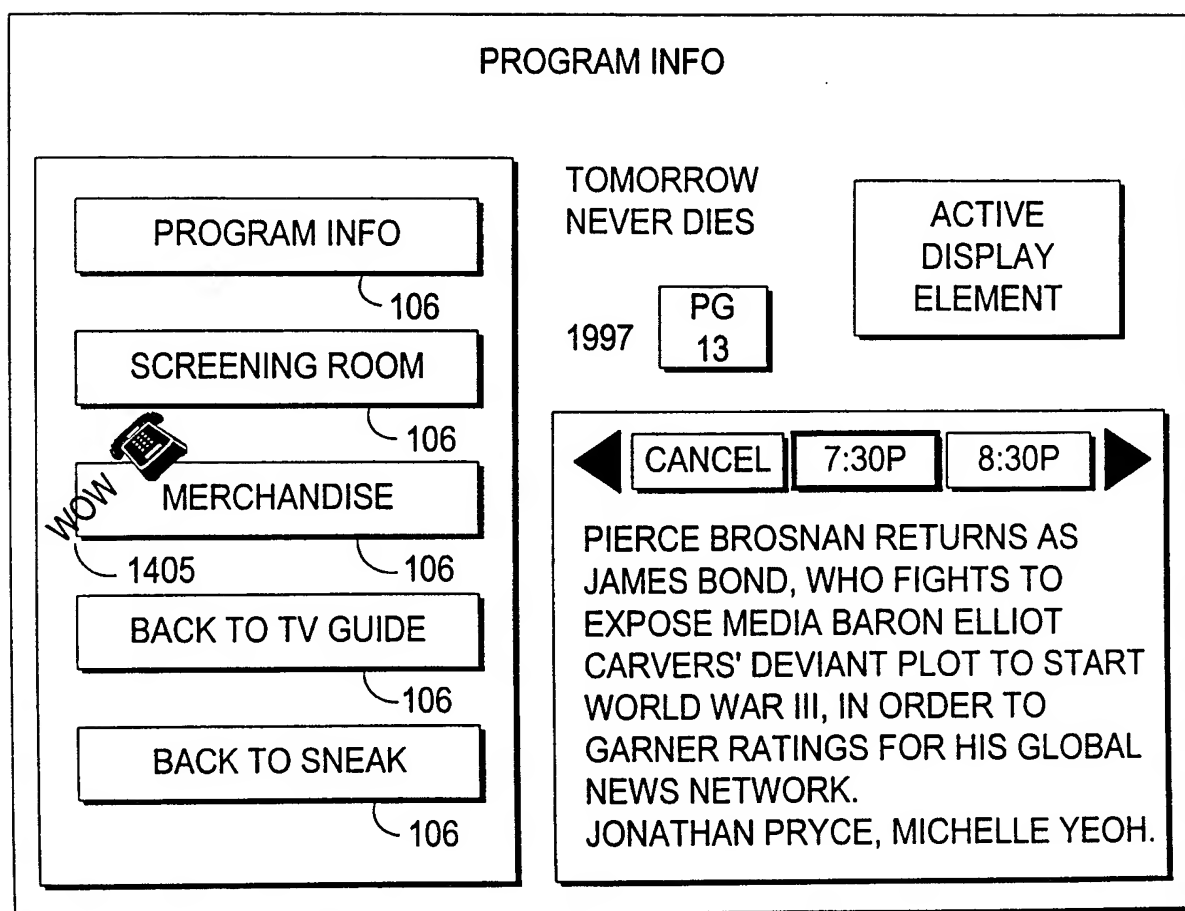 PROGRAM INFO
PROGRAM INFO
106
SCREENING ROOM
106
WOW
1405
MERCHANDISE
106
BACK TO TV GUIDE
106
BACK TO SNEAK
106
TOMORROW
NEVER DIES
1997
PG
13
ACTIVE
DISPLAY
ELEMENT
CANCEL 7:30P 8:30P
PIERCE BROSNAN RETURNS AS
JAMES BOND, WHO FIGHTS TO
EXPOSE MEDIA BARON ELLIOT
CARVERS' DEVIANT PLOT TO START
WORLD WAR III, IN ORDER TO
GARNER RATINGS FOR HIS GLOBAL
NEWS NETWORK.
JONATHAN PRYCE, MICHELLE YEOH.